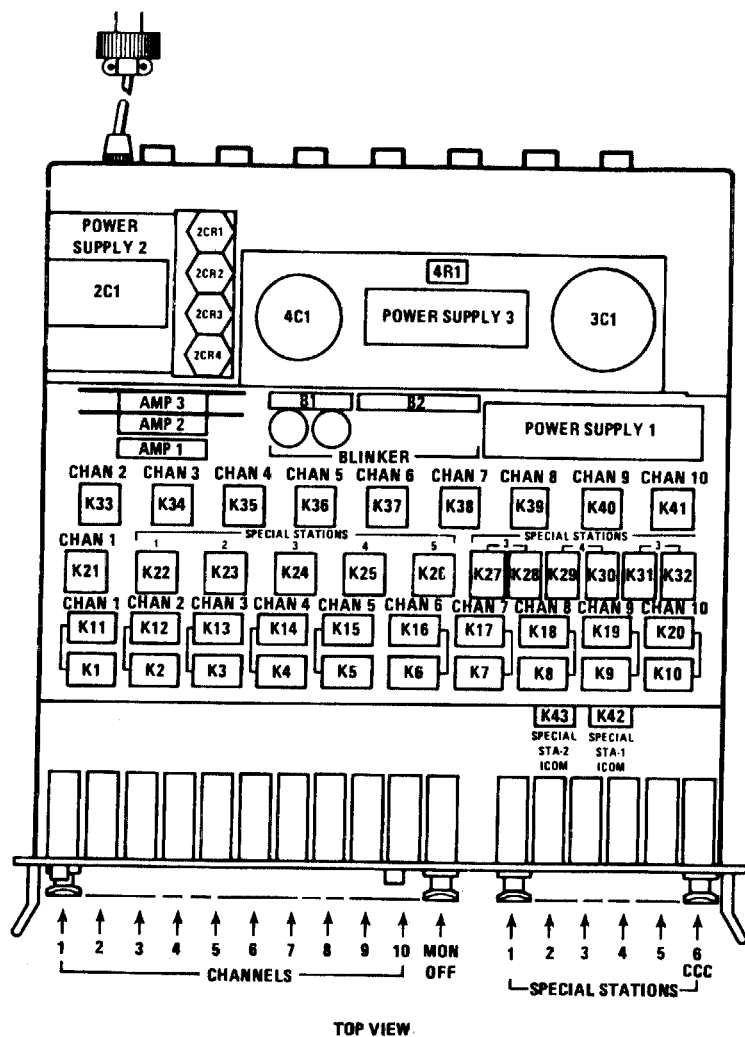 POWER
SUPPLY 2
2CR1
2CR2
2CR3
2CR4
2C1
4R1
4C1
POWER SUPPLY 3
3C1
AMP 3
AMP 2
AMP 1
B1
B2
BLINKER
POWER SUPPLY 1
CHAN 2 CHAN 3 CHAN 4 CHAN 5 CHAN 6 CHAN 7 CHAN 8 CHAN 9 CHAN 10
K33 K34 K35 K36 K37 K38 K39 K40 K41
CHAN 1
SPECIAL STATIONS
SPECIAL STATIONS
1 2 3 4 5
3 4 3
K21 K22 K23 K24 K25 K26 K27 K28 K29 K30 K31 K32
CHAN 1 CHAN 2 CHAN 3 CHAN 4 CHAN 5 CHAN 6 CHAN 7 CHAN 8 CHAN 9 CHAN 10
K11 K12 K13 K14 K15 K16 K17 K18 K19 K20
K1 K2 K3 K4 K5 K6 K7 K8 K9 K10
K43 K42
SPECIAL
STA-2
ICOM
SPECIAL
STA-1
ICOM
1 2 3 4 5 6 7 8 9 10 MON
OFF
CHANNELS
1 2 3 4 5 6
CCC
SPECIAL STATIONS
TOP VIEW